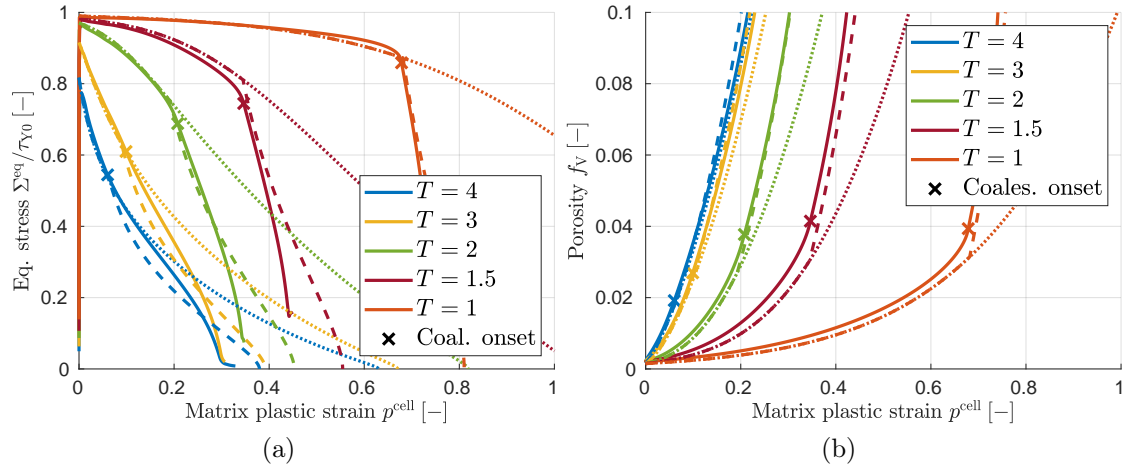 1
0.8
0.6
0.4
0.2
0
Eq. stress Σ^eq/τ_Y0 [−]
T = 4
T = 3
T = 2
T = 1.5
T = 1
Coal. onset
0 0.2 0.4 0.6 0.8 1
Matrix plastic strain p^cell [−]
(a)
0.1
0.08
0.06
0.04
0.02
0
Porosity f_V [−]
T = 4
T = 3
T = 2
T = 1.5
T = 1
Coales. onset
0 0.2 0.4 0.6 0.8 1
Matrix plastic strain p^cell [−]
(b)